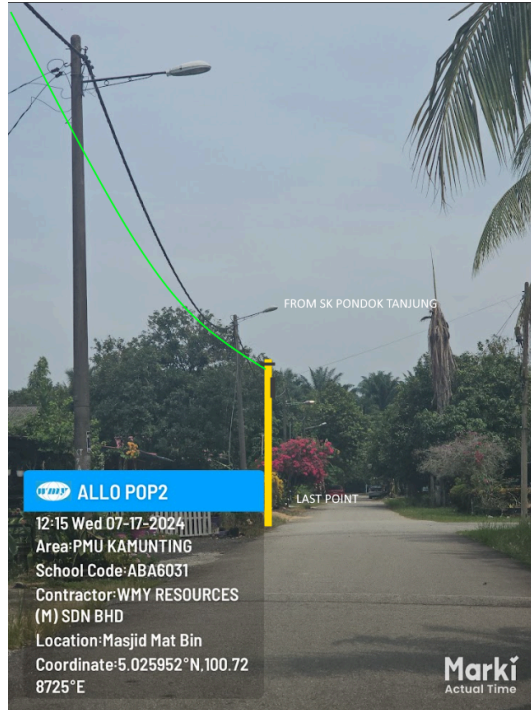 FROM SK PONDOK TANJUNG
LAST POINT
wmy ALLO POP2
12:15 Wed 07-17-2024
Area:PMU KAMUNTING
School Code:ABA6031
Contractor:WMY RESOURCES
(M) SDN BHD
Location:Masjid Mat Bin
Coordinate:5.025952°N,100.72
8725°E
Marki
Actual Time